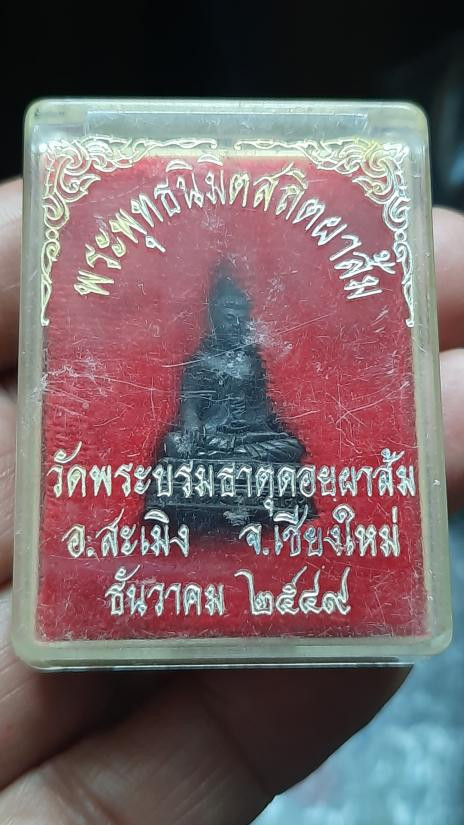 พระพุทธนิมิตสถิตผาส้ม
วัดพระบรมธาตุดอยผาส้ม
อ.สะเมิง จ.เชียงใหม่
ธันวาคม ๒๕๔๙